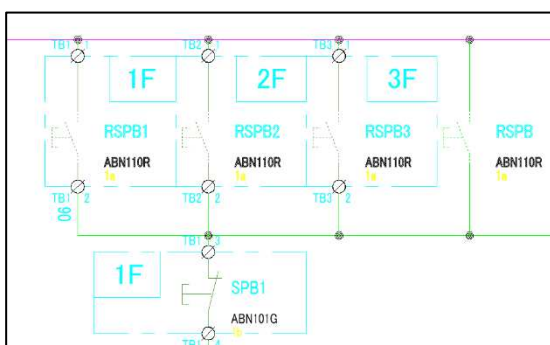 TB1 1 TB2 1 TB3 1
1F 2F 3F
RSPB1 RSPB2 RSPB3 RSPB
ABN110R ABN110R ABN110R ABN110R
1a 1a 1a 1a
TB1 2 TB2 2 TB3 2
06
TB1 3
1F
SPB1
ABN101G
TB1 4